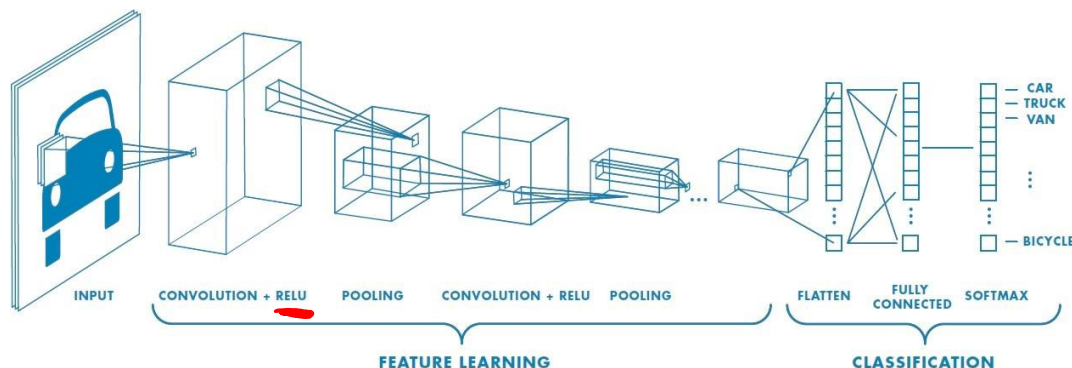 CAR
TRUCK
VAN
BICYCLE
INPUT
CONVOLUTION + RELU
POOLING
CONVOLUTION + RELU
POOLING
FLATTEN
FULLY
CONNECTED
SOFTMAX
FEATURE LEARNING
CLASSIFICATION